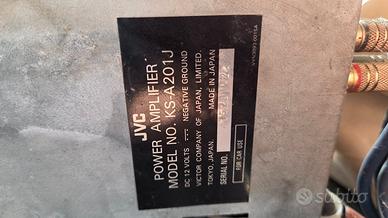 JVC
POWER AMPLIFIER
MODEL NO. KS-A201J
DC 12 VOLTS ⎓ NEGATIVE GROUND
VICTOR COMPANY OF JAPAN, LIMITED.
TOKYO, JAPAN. MADE IN JAPAN
SERIAL NO.
FOR CAR USE
subito